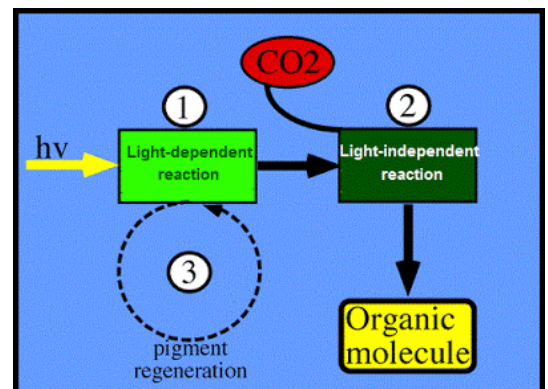 CO2
1
2
hv
Light-dependent
reaction
Light-independent
reaction
3
pigment
regeneration
Organic
molecule